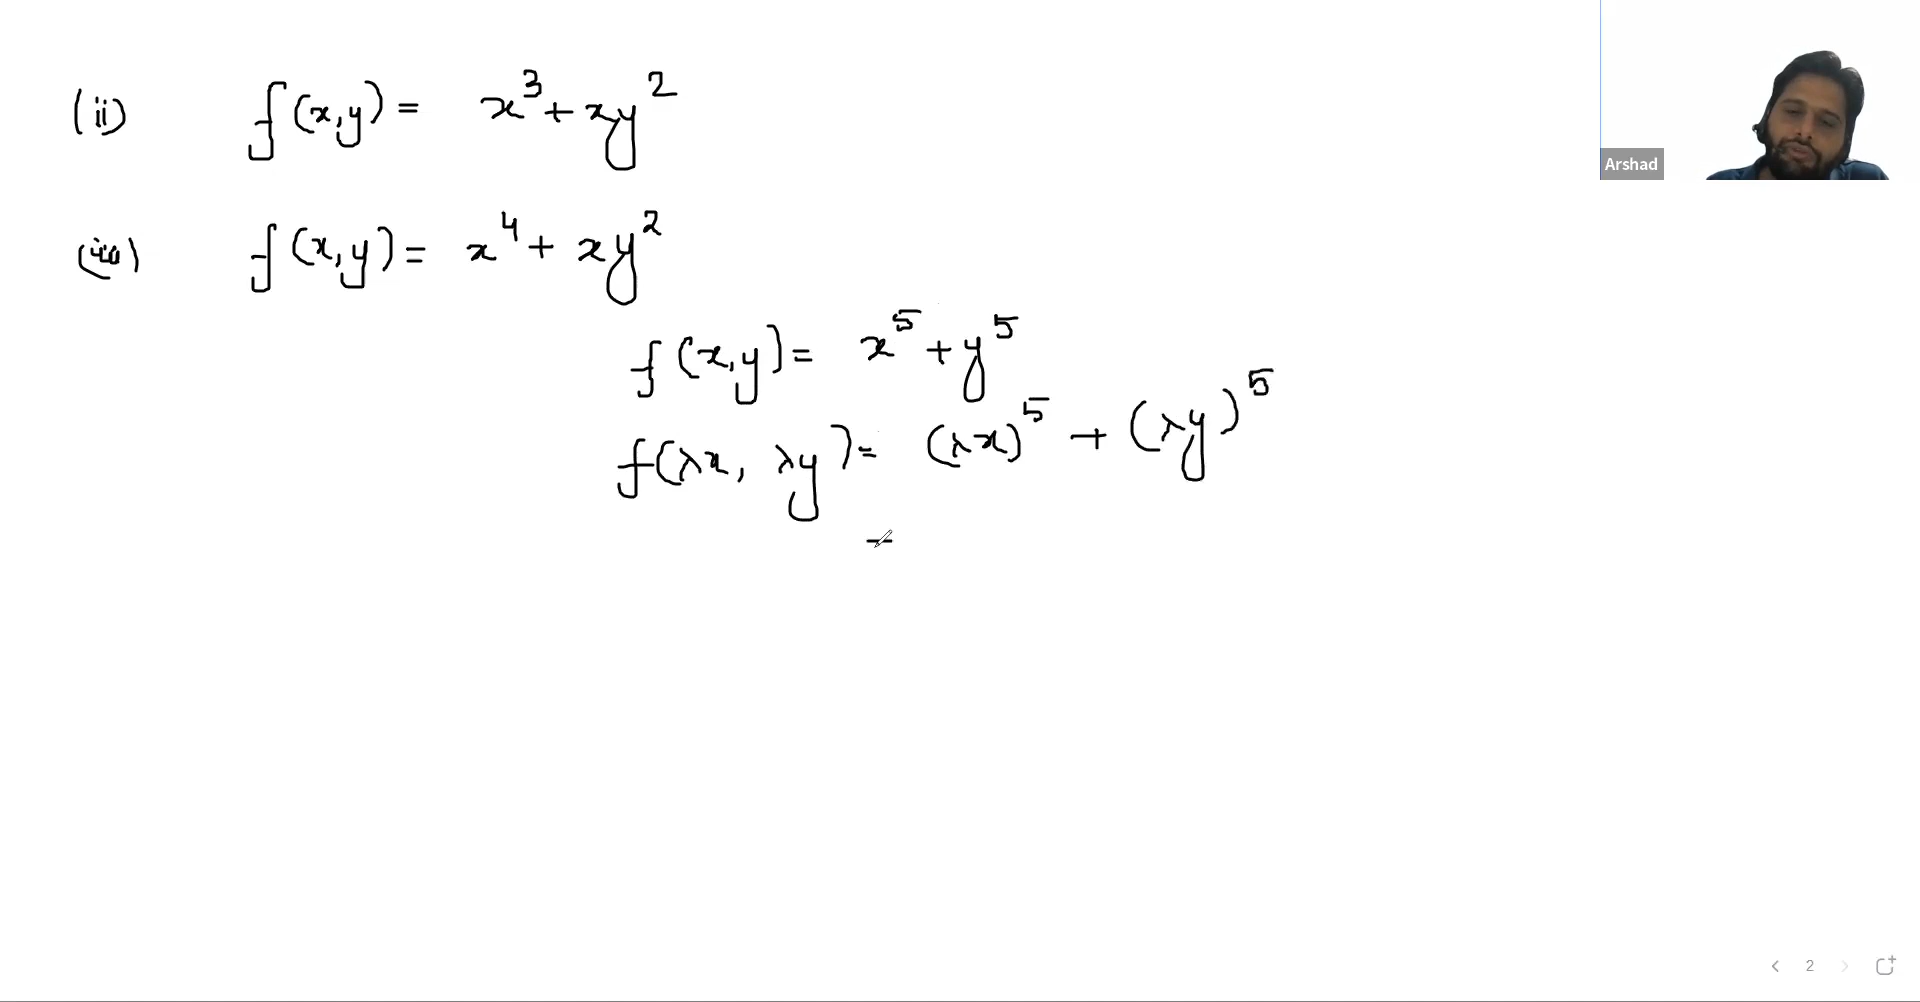 (ii) f(x,y) = x³ + xy²
Arshad
(iii) f(x,y) = x⁴ + xy²
f(x,y) = x⁵ + y⁵
f(λx, λy) = (λx)⁵ + (λy)⁵
=
2